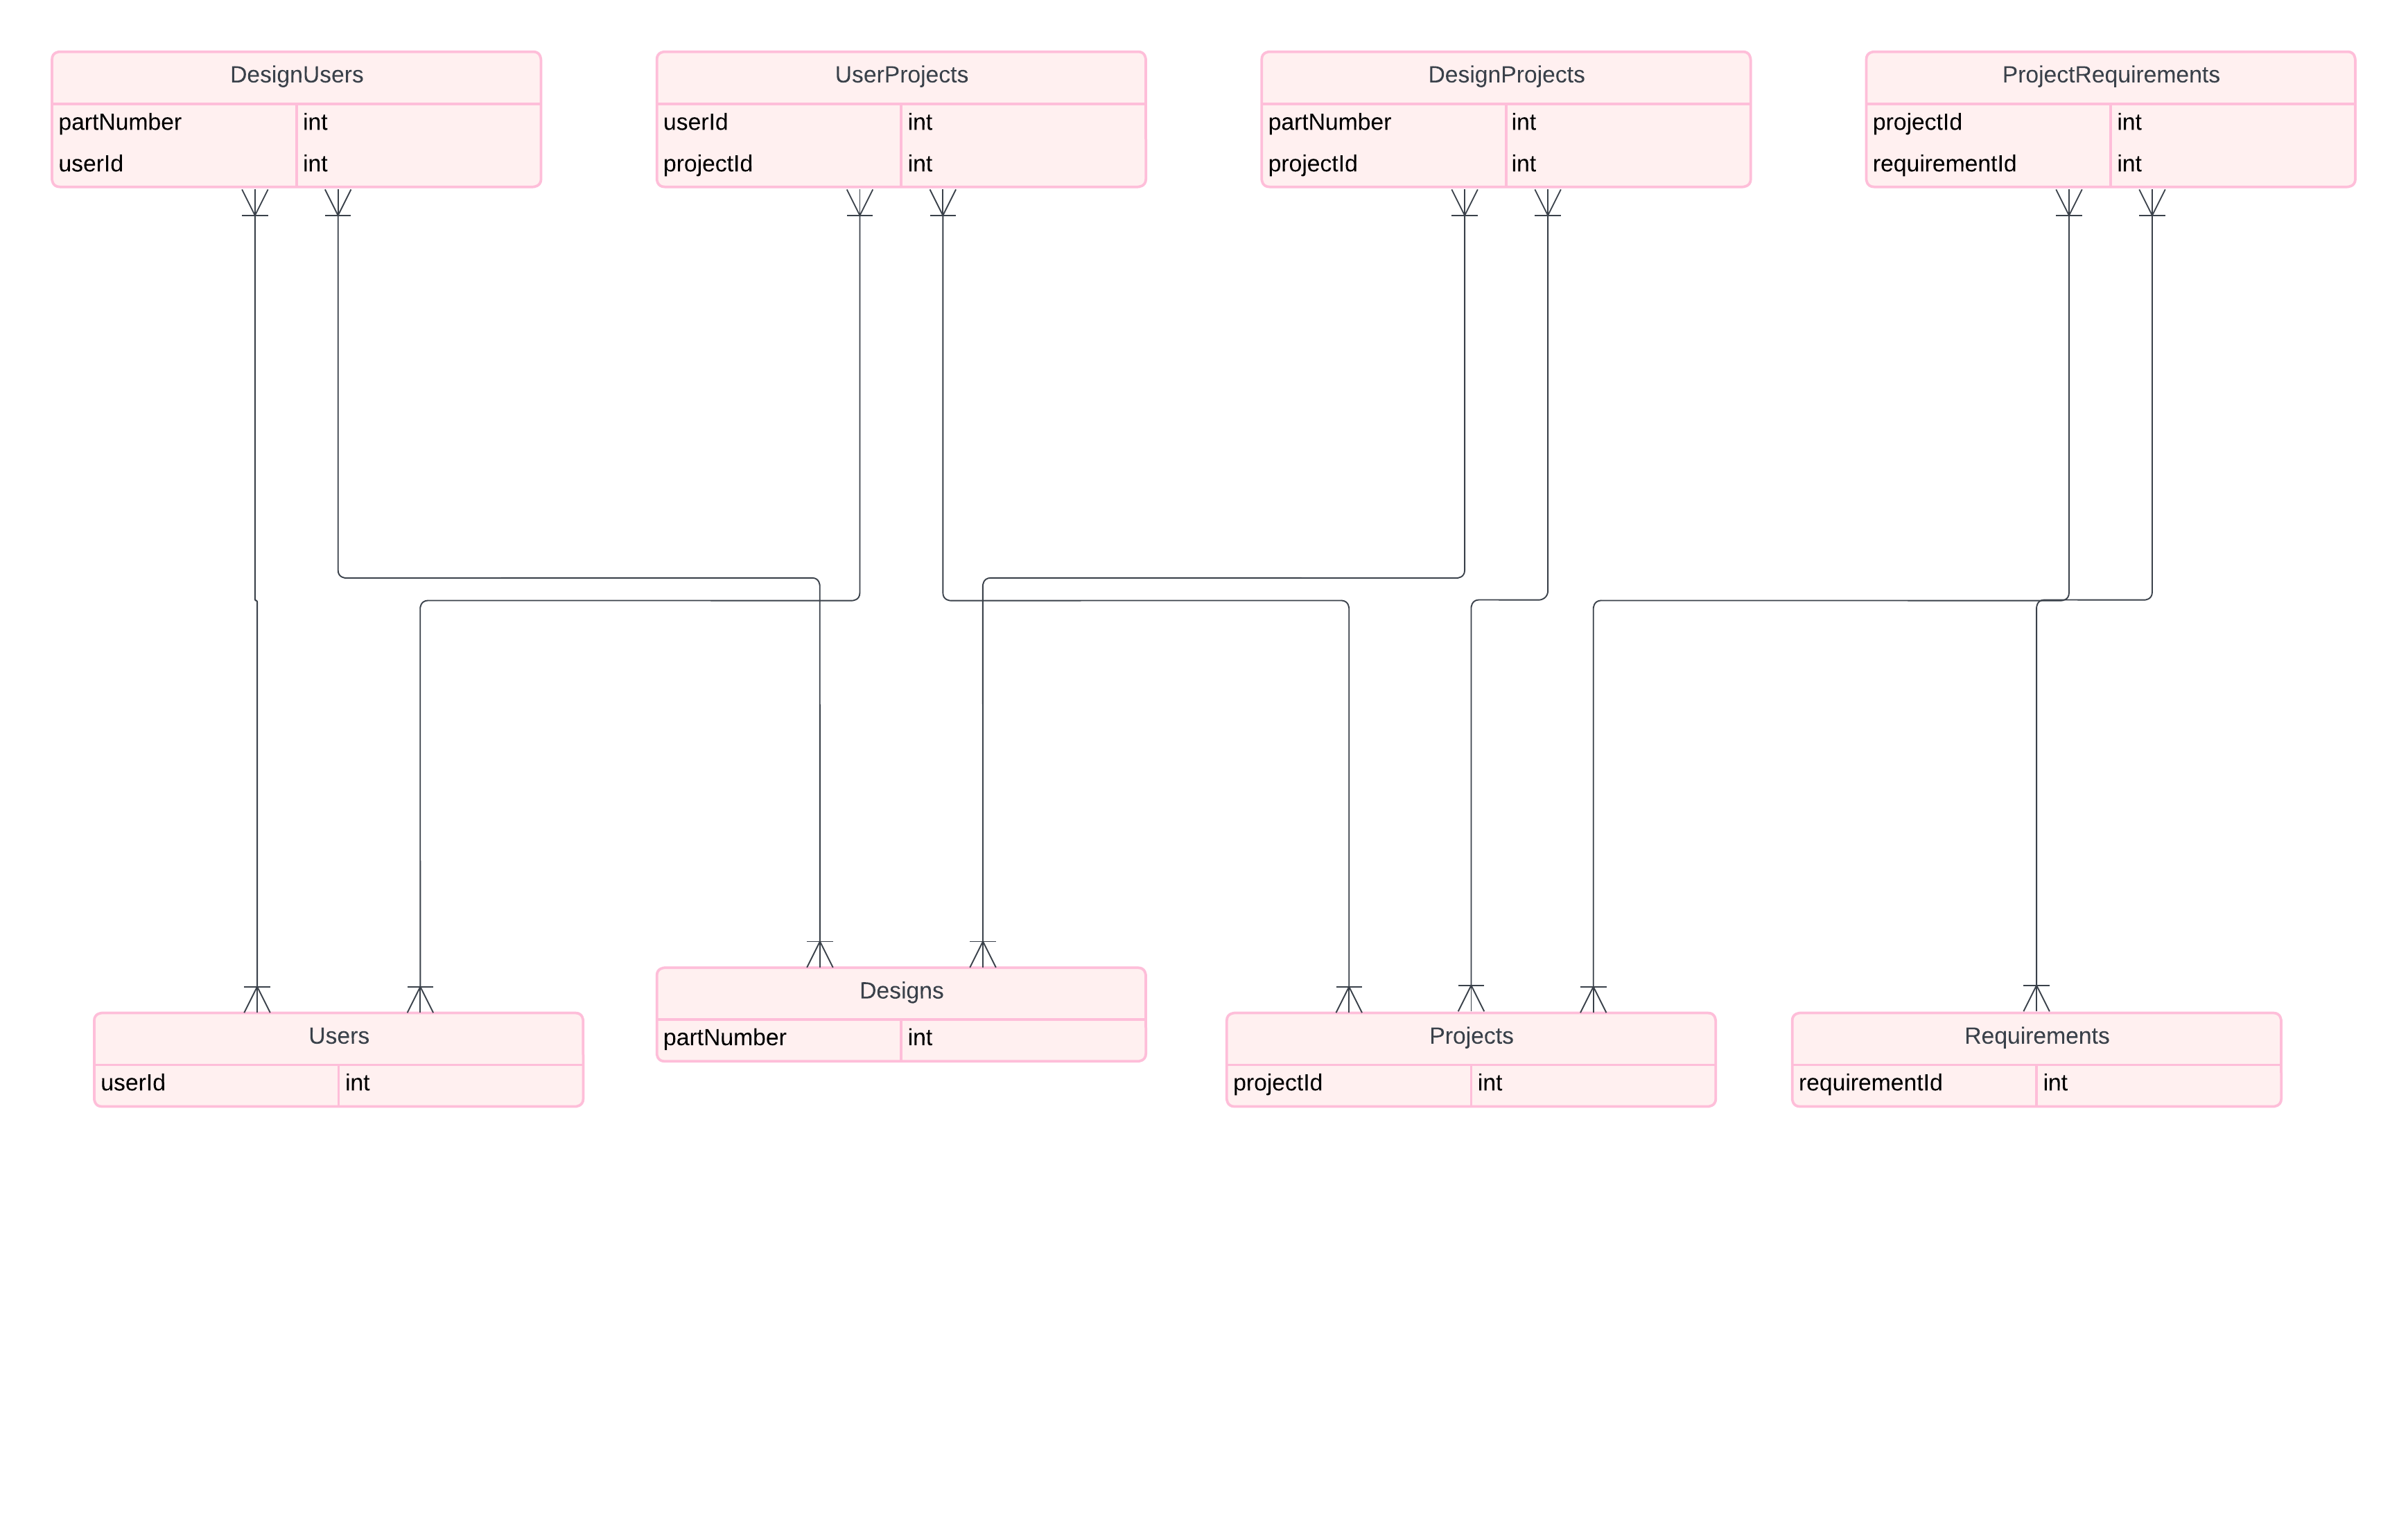 DesignUsers
partNumber int
userId int
UserProjects
userId int
projectId int
DesignProjects
partNumber int
projectId int
ProjectRequirements
projectId int
requirementId int
Users
userId int
Designs
partNumber int
Projects
projectId int
Requirements
requirementId int